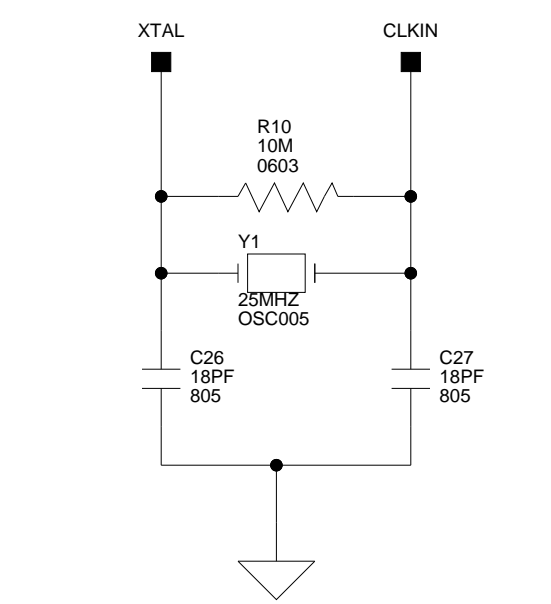 XTAL
CLKIN
R10
10M
0603
Y1
25MHZ
OSC005
C26
18PF
805
C27
18PF
805